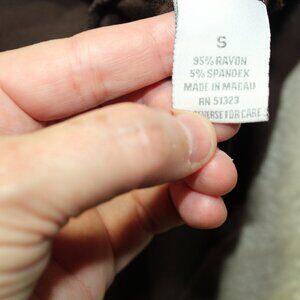 S
95% RAYON
5% SPANDEX
MADE IN MACAU
RN 51323
REVERSE FOR CARE